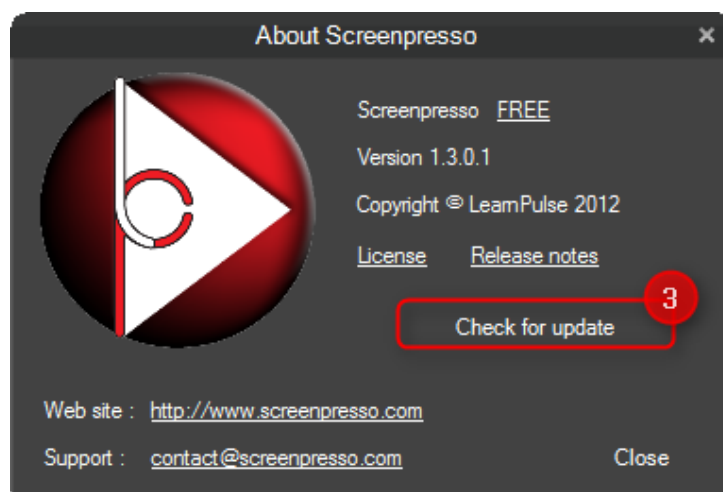 About Screenpresso
Screenpresso FREE
Version 1.3.0.1
Copyright © LearnPulse 2012
License Release notes
3
Check for update
Web site : http://www.screenpresso.com
Support : contact@screenpresso.com Close